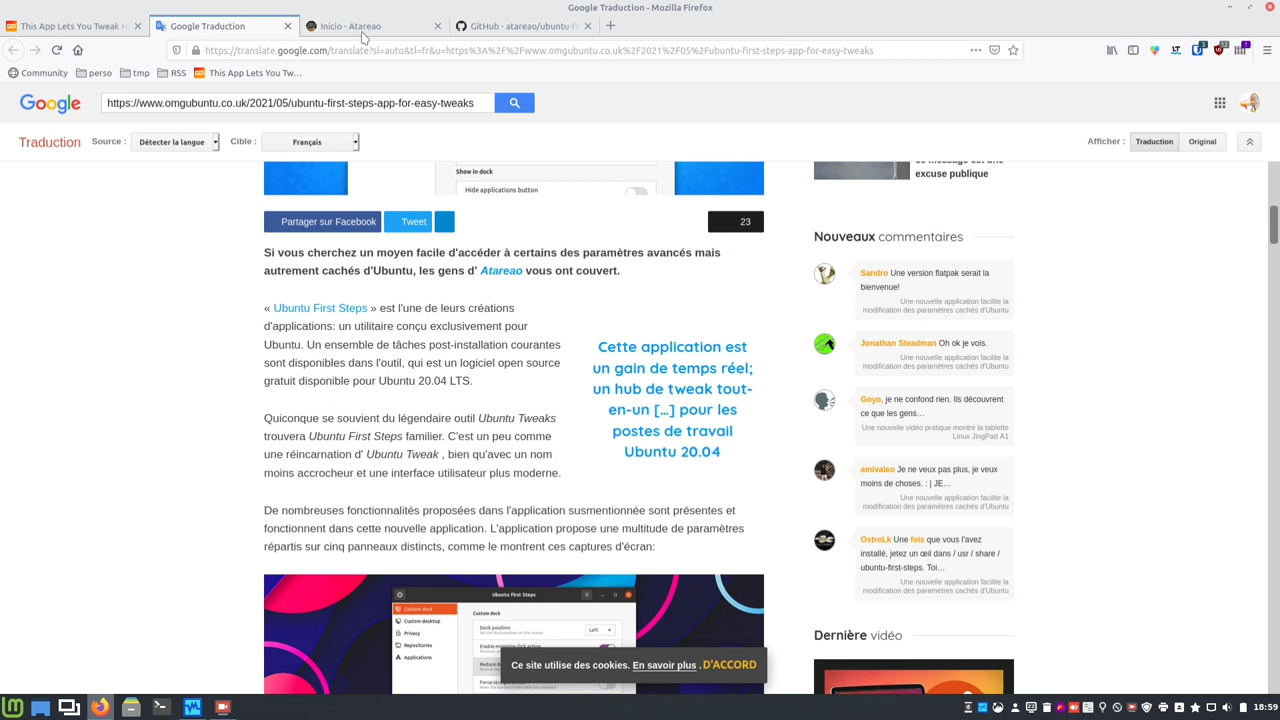 Google Traduction - Mozilla Firefox
This App Lets You Tweak H
Google Traduction
Inicio - Atareao
GitHub - atareao/ubuntu-fi
https://translate.google.com/translate?sl=auto&tl=fr&u=https%3A%2F%2Fwww.omgubuntu.co.uk%2F2021%2F05%2Fubuntu-first-steps-app-for-easy-tweaks
Community
perso
tmp
RSS
This App Lets You Tw…
Google
https://www.omgubuntu.co.uk/2021/05/ubuntu-first-steps-app-for-easy-tweaks
Traduction
Source :
Détecter la langue
Cible :
Français
Afficher :
Traduction
Original
Show in dock
Hide applications button
Partager sur Facebook
Tweet
23
Si vous cherchez un moyen facile d'accéder à certains des paramètres avancés mais
autrement cachés d'Ubuntu, les gens d' Atareao vous ont couvert.
« Ubuntu First Steps » est l'une de leurs créations
d'applications: un utilitaire conçu exclusivement pour
Ubuntu. Un ensemble de tâches post-installation courantes
sont disponibles dans l'outil, qui est un logiciel open source
gratuit disponible pour Ubuntu 20.04 LTS.
Cette application est
un gain de temps réel;
un hub de tweak tout-
en-un […] pour les
postes de travail
Ubuntu 20.04
Quiconque se souvient du légendaire outil Ubuntu Tweaks
trouvera Ubuntu First Steps familier. C'est un peu comme
une réincarnation d' Ubuntu Tweak , bien qu'avec un nom
moins accrocheur et une interface utilisateur plus moderne.
De nombreuses fonctionnalités proposées dans l'application susmentionnée sont présentes et
fonctionnent dans cette nouvelle application. L'application propose une multitude de paramètres
répartis sur cinq panneaux distincts, comme le montrent ces captures d'écran:
Ubuntu First Steps
Custom dock
Custom desktop
Privacy
Repositories
Applications
Custom dock
Dock position
Set the dock position on the screen.
Left
Enable minimize click action
Reduce de
Force straight
Ce site utilise des cookies. En savoir plus .
D'ACCORD
ce message est une
excuse publique
Nouveaux commentaires
Sandro Une version flatpak serait la
bienvenue!
Une nouvelle application facilite la
modification des paramètres cachés d'Ubuntu
Jonathan Steadman Oh ok je vois.
Une nouvelle application facilite la
modification des paramètres cachés d'Ubuntu
Goyo, je ne confond rien. Ils découvrent
ce que les gens…
Une nouvelle vidéo pratique montre la tablette
Linux JingPad A1
amivaleo Je ne veux pas plus, je veux
moins de choses. : | JE…
Une nouvelle application facilite la
modification des paramètres cachés d'Ubuntu
OstroLk Une fois que vous l'avez
installé, jetez un œil dans / usr / share /
ubuntu-first-steps. Toi…
Une nouvelle application facilite la
modification des paramètres cachés d'Ubuntu
Dernière vidéo
18:59